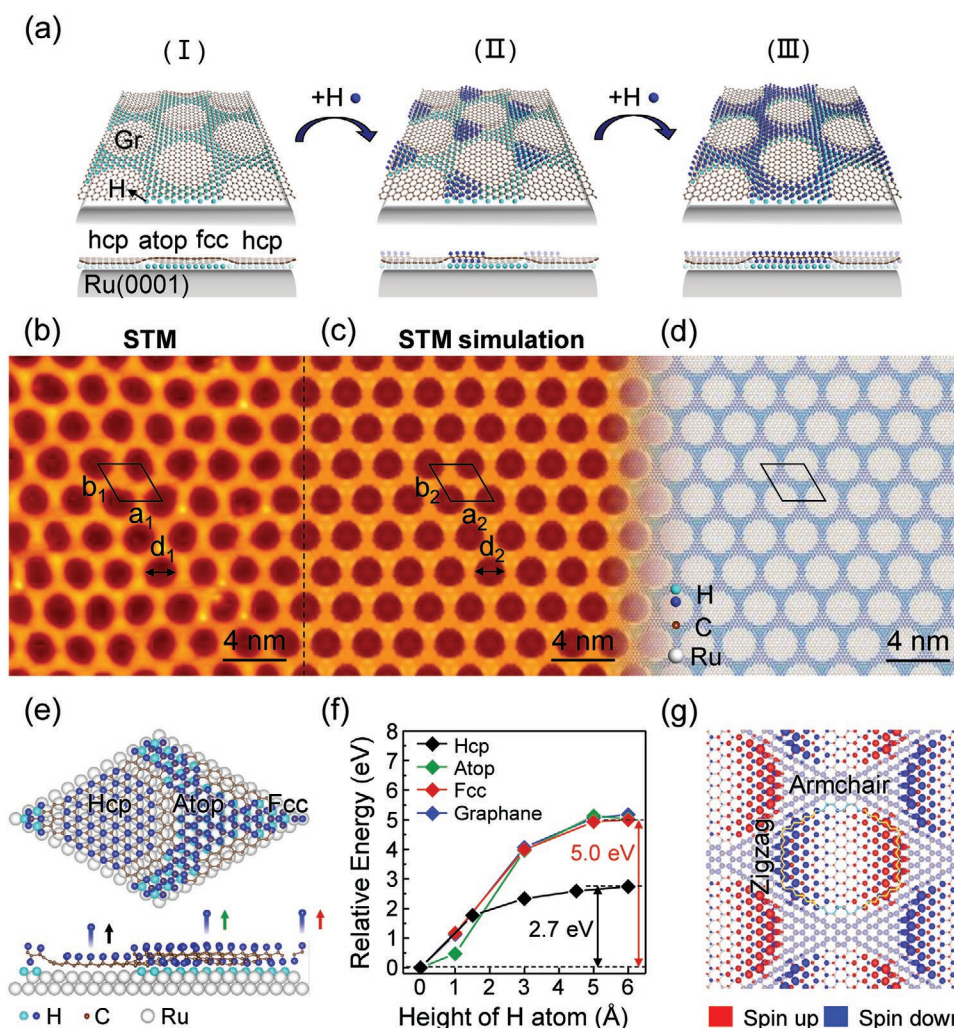 (a)
(Ⅰ) (Ⅱ) (Ⅲ)
+H +H
Gr
H
hcp atop fcc hcp
Ru(0001)
(b) STM (c) STM simulation (d)
b1 a1 d1
b2 a2 d2
H
C
Ru
4 nm 4 nm 4 nm
(e)
Hcp Atop Fcc
H C Ru
(f)
Relative Energy (eV)
8
7
6
5
4
3
2
1
0
Hcp
Atop
Fcc
Graphane
5.0 eV
2.7 eV
0 1 2 3 4 5 6
Height of H atom (Å)
(g)
Armchair
Zigzag
Spin up Spin down